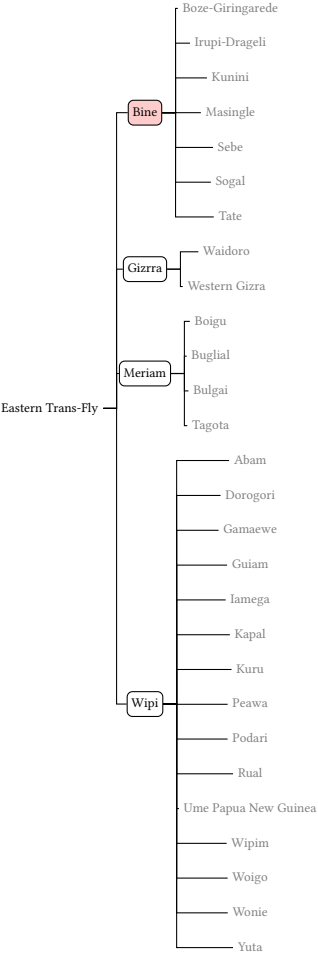 Boze-Giringarede
Irupi-Drageli
Kunini
Bine
Masingle
Sebe
Sogal
Tate
Waidoro
Gizrra
Western Gizra
Boigu
Buglial
Meriam
Bulgai
Eastern Trans-Fly
Tagota
Abam
Dorogori
Gamaewe
Guiam
Iamega
Kapal
Kuru
Wipi
Peawa
Podari
Rual
Ume Papua New Guinea
Wipim
Woigo
Wonie
Yuta